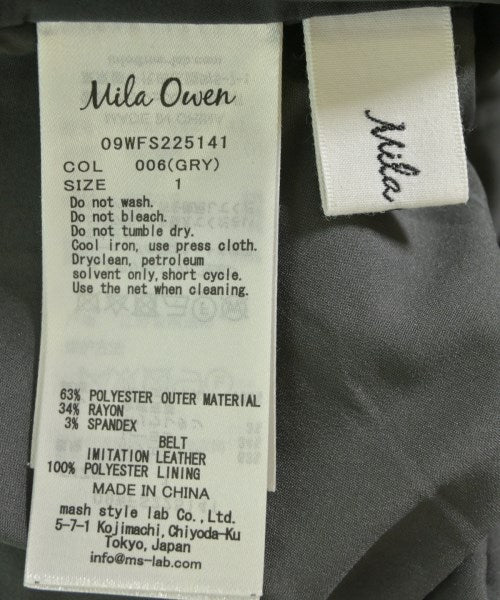 Mila Owen
09WFS225141
COL 006(GRY)
SIZE 1
Do not wash.
Do not bleach.
Do not tumble dry.
Cool iron, use press cloth.
Dryclean, petroleum
solvent only, short cycle.
Use the net when cleaning.
63% POLYESTER OUTER MATERIAL
34% RAYON
3% SPANDEX
BELT
IMITATION LEATHER
100% POLYESTER LINING
MADE IN CHINA
mash style lab Co.,Ltd.
5-7-1 Kojimachi,Chiyoda-Ku
Tokyo,Japan
info@ms-lab.com
Mila